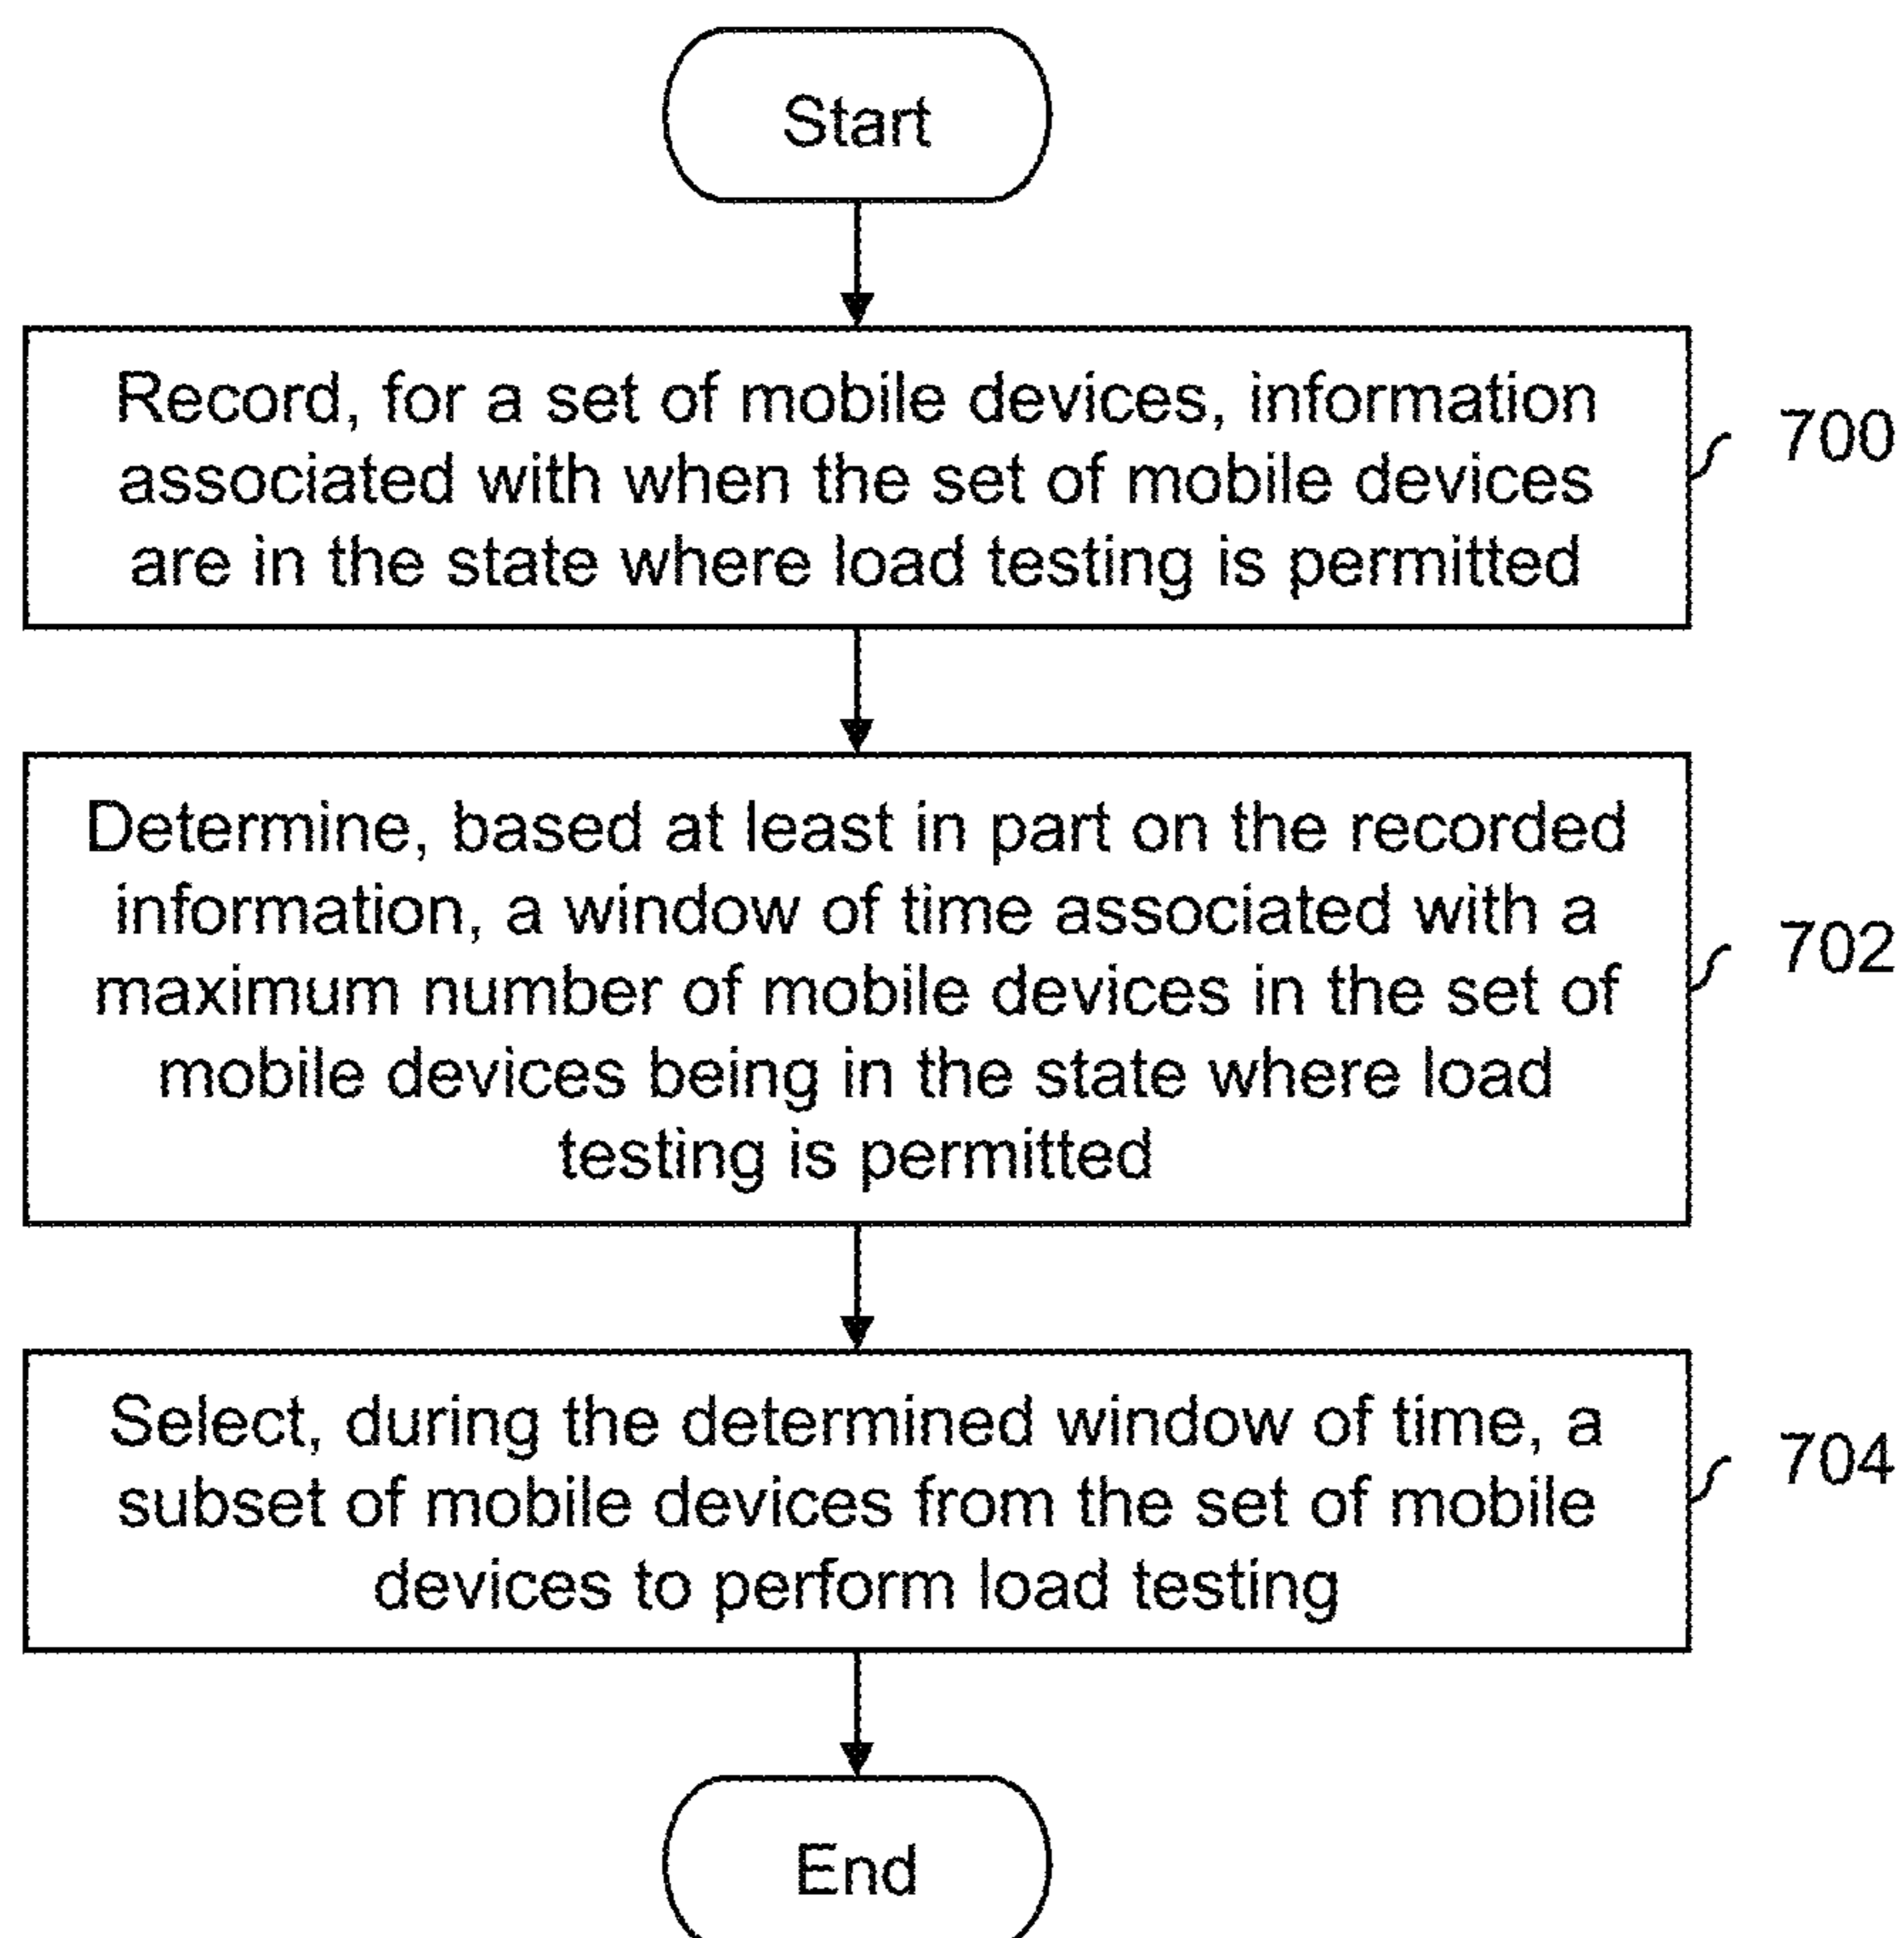 Start
Record, for a set of mobile devices, information
associated with when the set of mobile devices
are in the state where load testing is permitted
700
Determine, based at least in part on the recorded
information, a window of time associated with a
maximum number of mobile devices in the set of
mobile devices being in the state where load
testing is permitted
702
Select, during the determined window of time, a
subset of mobile devices from the set of mobile
devices to perform load testing
704
End